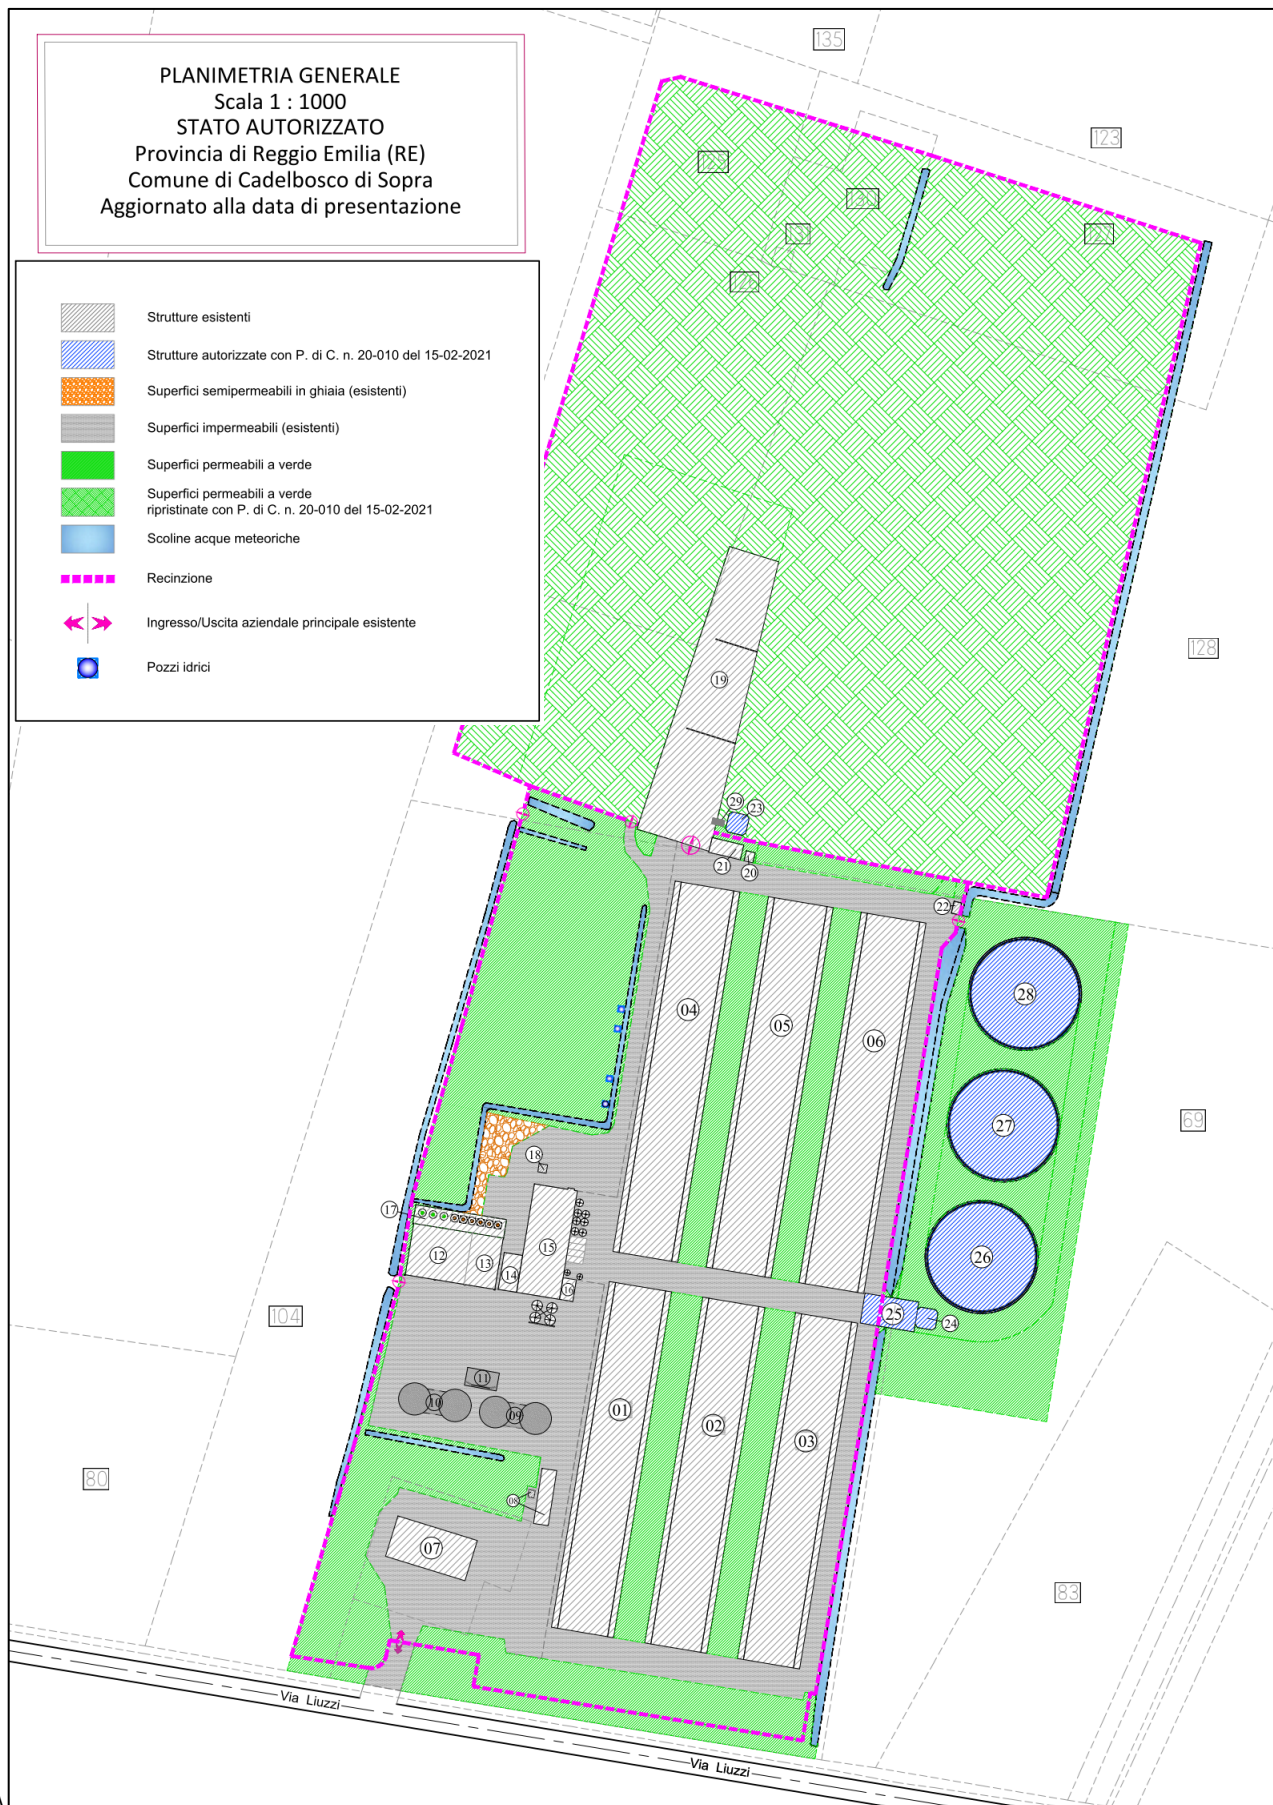 PLANIMETRIA GENERALE
Scala 1 : 1000
STATO AUTORIZZATO
Provincia di Reggio Emilia (RE)
Comune di Cadelbosco di Sopra
Aggiornato alla data di presentazione
Strutture esistenti
Strutture autorizzate con P. di C. n. 20-010 del 15-02-2021
Superfici semipermeabili in ghiaia (esistenti)
Superfici impermeabili (esistenti)
Superfici permeabili a verde
Superfici permeabili a verde
ripristinate con P. di C. n. 20-010 del 15-02-2021
Scoline acque meteoriche
Recinzione
Ingresso/Uscita aziendale principale esistente
Pozzi idrici
135
123
125
130
126
128
19
29
23
21
20
22
28
04
05
06
27
69
18
17
12
13
14
15
16
26
25
24
104
11
10
09
01
02
03
80
08
07
83
Via Liuzzi
Via Liuzzi